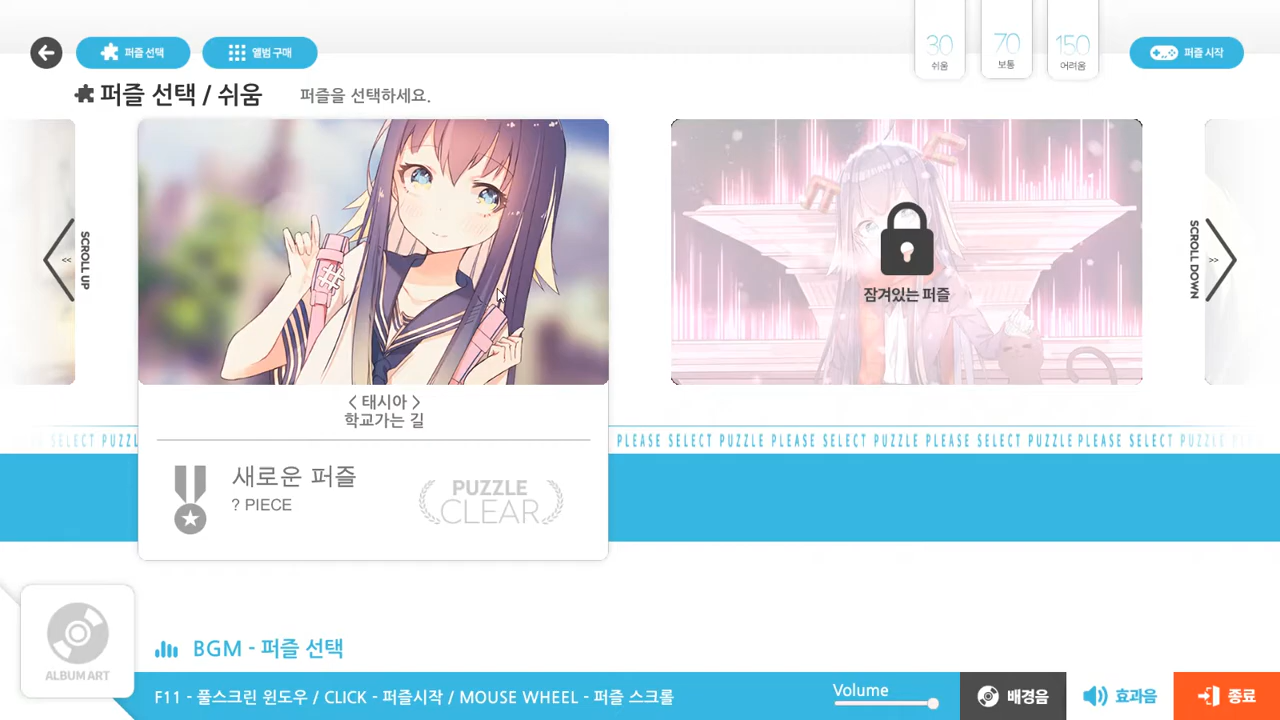 퍼즐 선택
앨범 구매
30
쉬움
70
보통
150
어려움
퍼즐 시작
퍼즐 선택 / 쉬움
퍼즐을 선택하세요.
SCROLL UP
<<
#
잠겨있는 퍼즐
SCROLL DOWN
>>
< 태시아 >
학교가는 길
SELECT PUZZL
PLEASE SELECT PUZZLE PLEASE SELECT PUZZLE PLEASE SELECT PUZZLE PLEASE SELECT PUZZLE
새로운 퍼즐
? PIECE
PUZZLE
CLEAR
ALBUM ART
BGM - 퍼즐 선택
F11 - 풀스크린 윈도우 / CLICK - 퍼즐시작 / MOUSE WHEEL - 퍼즐 스크롤
Volume
배경음
효과음
종료